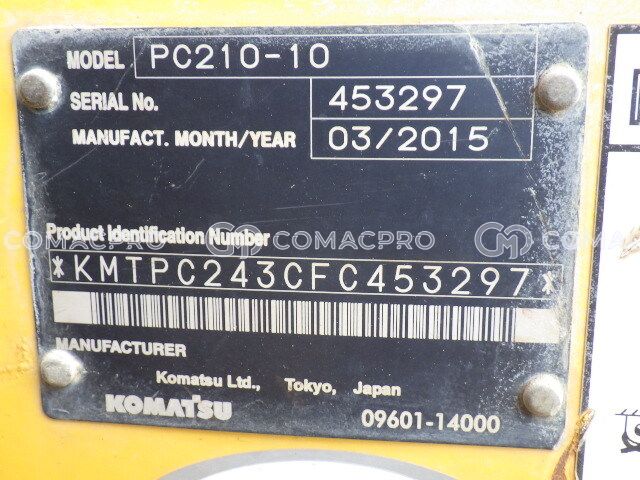 MODEL PC210-10
SERIAL No. 453297
MANUFACT. MONTH/YEAR 03/2015
Product Identification Number
COMACPRO COMACPRO
*KMTPC243CFC453297*
MANUFACTURER
Komatsu Ltd., Tokyo, Japan
KOMATSU 09601-14000